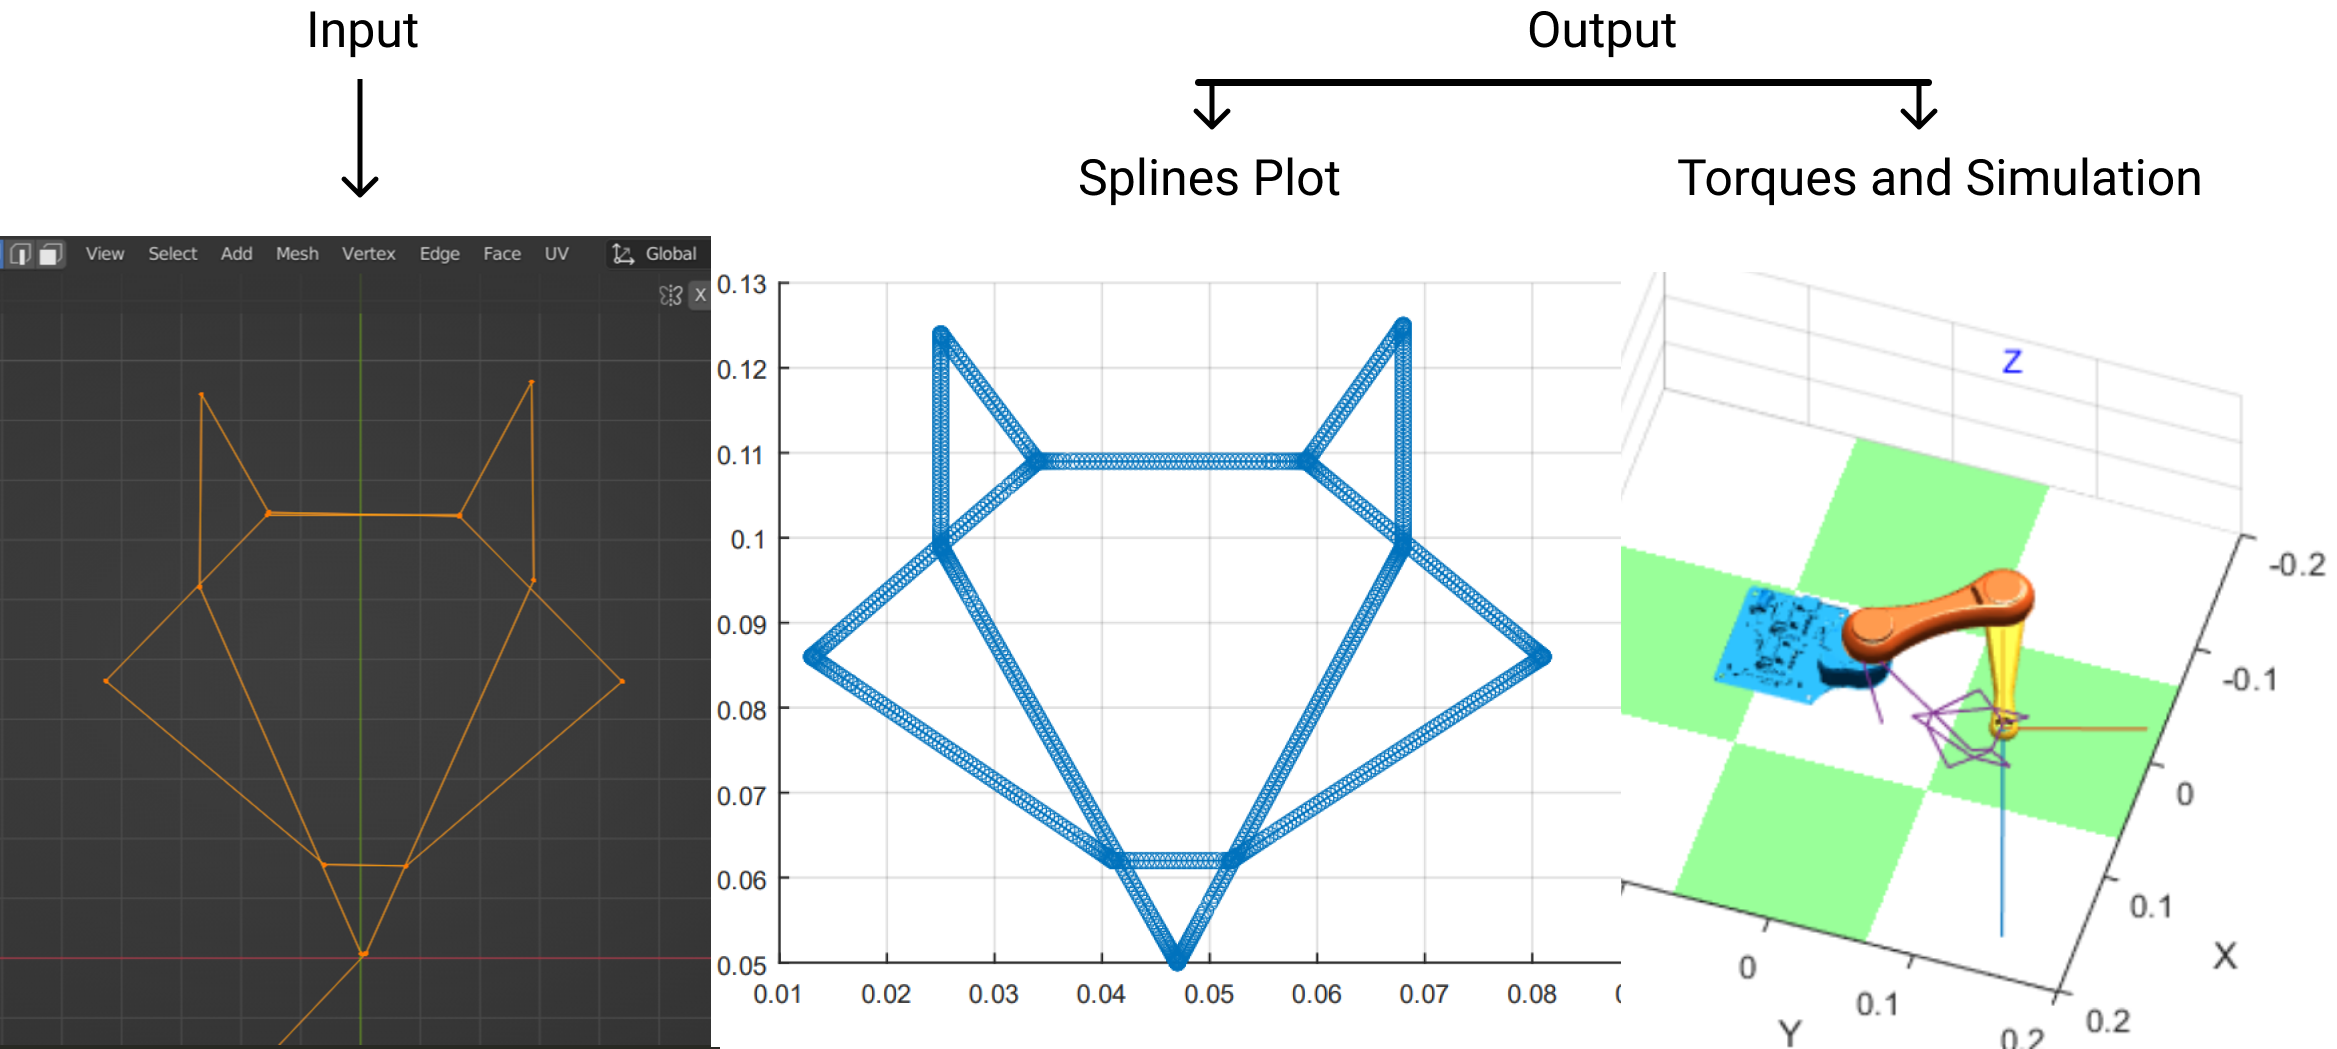 Input
Output
Splines Plot
Torques and Simulation
View Select Add Mesh Vertex Edge Face UV Global
X
0.13
0.12
0.11
0.1
0.09
0.08
0.07
0.06
0.05
0.01 0.02 0.03 0.04 0.05 0.06 0.07 0.08
Z
-0.2
-0.1
0
0.1
0.2
X
0
0.1
0.2
Y